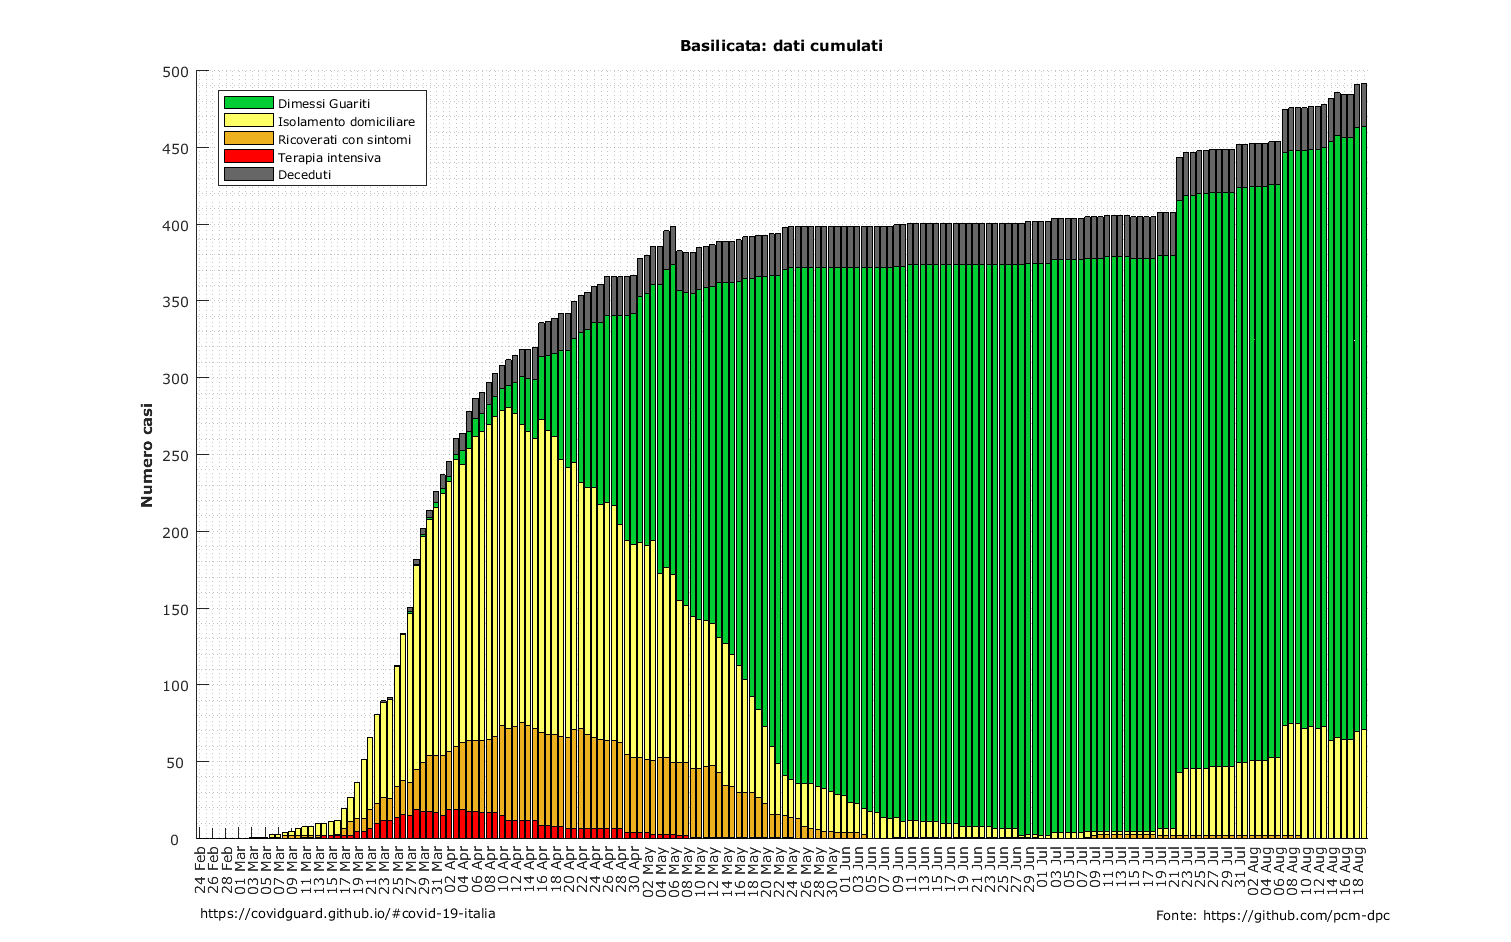 Basilicata: dati cumulati
500
450
400
350
300
250
200
150
100
50
0
Numero casi
Dimessi Guariti
Isolamento domiciliare
Ricoverati con sintomi
Terapia intensiva
Deceduti
24 Feb
26 Feb
28 Feb
01 Mar
03 Mar
05 Mar
07 Mar
09 Mar
11 Mar
13 Mar
15 Mar
17 Mar
19 Mar
21 Mar
23 Mar
25 Mar
27 Mar
29 Mar
31 Mar
02 Apr
04 Apr
06 Apr
08 Apr
10 Apr
12 Apr
14 Apr
16 Apr
18 Apr
20 Apr
22 Apr
24 Apr
26 Apr
28 Apr
30 Apr
02 May
04 May
06 May
08 May
10 May
12 May
14 May
16 May
18 May
20 May
22 May
24 May
26 May
28 May
30 May
01 Jun
03 Jun
05 Jun
07 Jun
09 Jun
11 Jun
13 Jun
15 Jun
17 Jun
19 Jun
21 Jun
23 Jun
25 Jun
27 Jun
29 Jun
01 Jul
03 Jul
05 Jul
07 Jul
09 Jul
11 Jul
13 Jul
15 Jul
17 Jul
19 Jul
21 Jul
23 Jul
25 Jul
27 Jul
29 Jul
31 Jul
02 Aug
04 Aug
06 Aug
08 Aug
10 Aug
12 Aug
14 Aug
16 Aug
18 Aug
https://covidguard.github.io/#covid-19-italia
Fonte: https://github.com/pcm-dpc